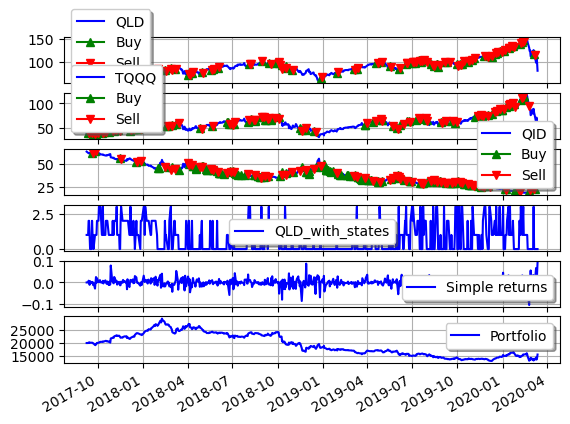 QLD
Buy
Sell
150
100
TQQQ
Buy
Sell
100
50
QID
Buy
Sell
50
25
2.5
0.0
QLD_with_states
0.1
0.0
−0.1
Simple returns
25000
20000
15000
Portfolio
2017-10
2018-01
2018-04
2018-07
2018-10
2019-01
2019-04
2019-07
2019-10
2020-01
2020-04